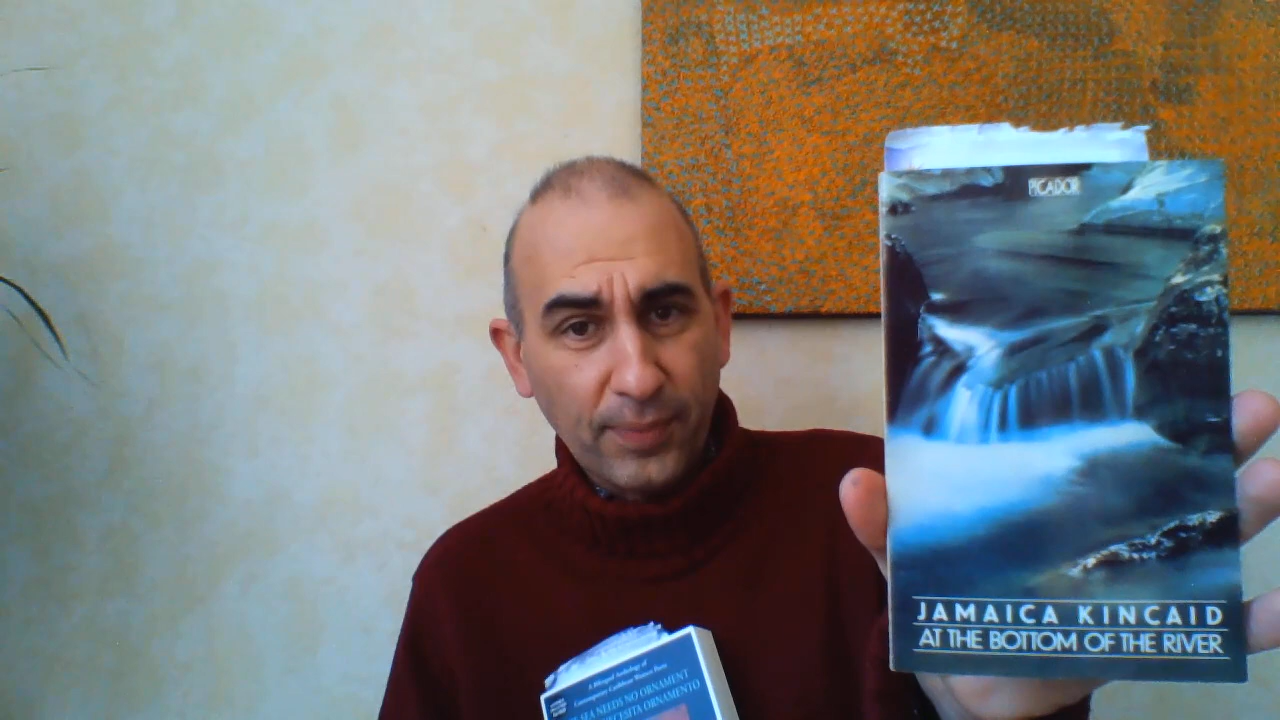 PICADOR
JAMAICA KINCAID
AT THE BOTTOM OF THE RIVER
A Bilingual Anthology of
Contemporary Caribbean Women Poets
SEA NEEDS NO ORNAMENT
NECESITA ORNAMENTO